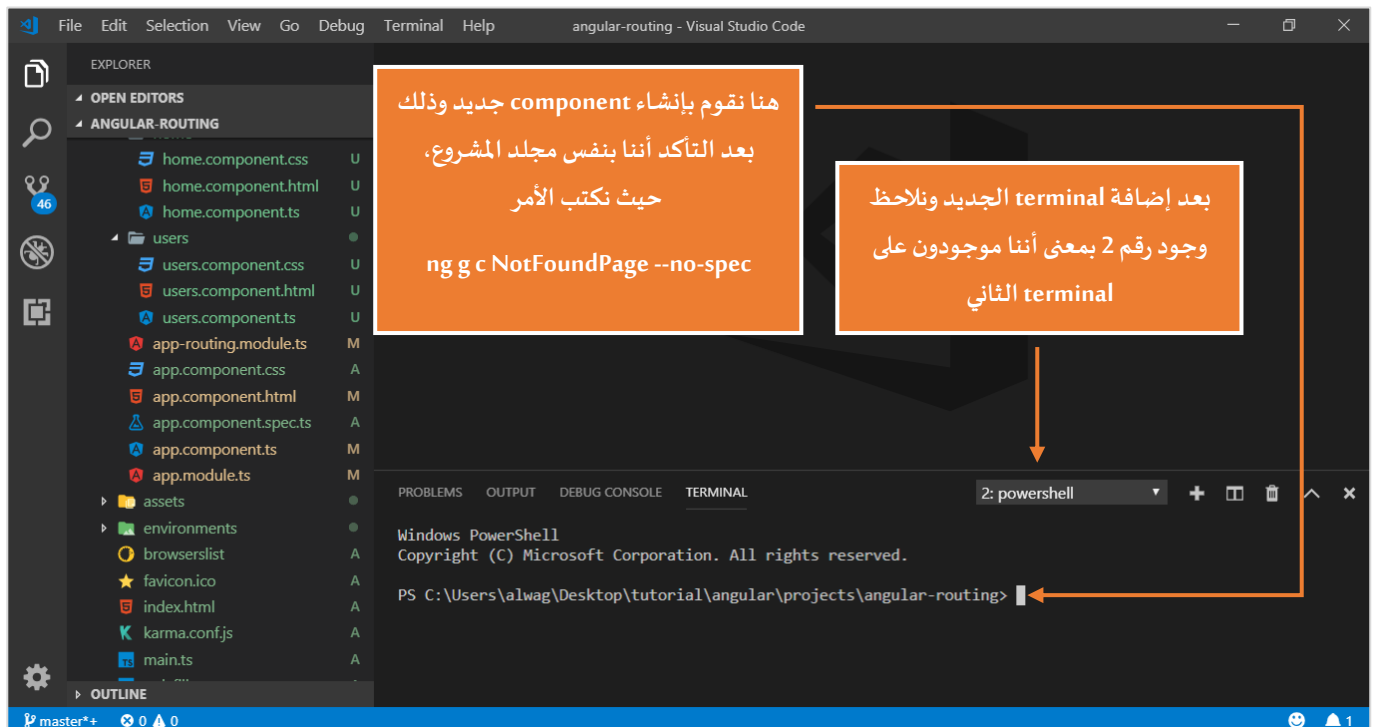 File Edit Selection View Go Debug Terminal Help angular-routing - Visual Studio Code
EXPLORER
OPEN EDITORS
ANGULAR-ROUTING
home.component.css U
home.component.html U
home.component.ts U
users
users.component.css U
users.component.html U
users.component.ts U
app-routing.module.ts M
app.component.css A
app.component.html M
app.component.spec.ts A
app.component.ts M
app.module.ts M
assets
environments
browserslist A
favicon.ico A
index.html A
karma.conf.js A
main.ts A
OUTLINE
46
هنا نقوم بإنشاء component جديد وذلك
بعد التأكد أننا بنفس مجلد المشروع،
حيث نكتب الأمر
ng g c NotFoundPage --no-spec
بعد إضافة terminal الجديد ونلاحظ
وجود رقم 2 بمعنى أننا موجودون على
terminal الثاني
PROBLEMS OUTPUT DEBUG CONSOLE TERMINAL 2: powershell
Windows PowerShell
Copyright (C) Microsoft Corporation. All rights reserved.
PS C:\Users\alwag\Desktop\tutorial\angular\projects\angular-routing>
master*+ 0 0 1